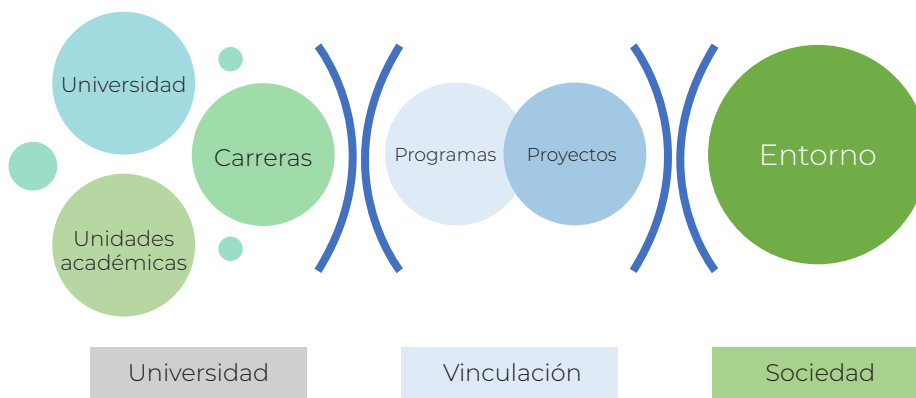 Universidad
Carreras
Unidades
académicas
Programas
Proyectos
Entorno
Universidad
Vinculación
Sociedad